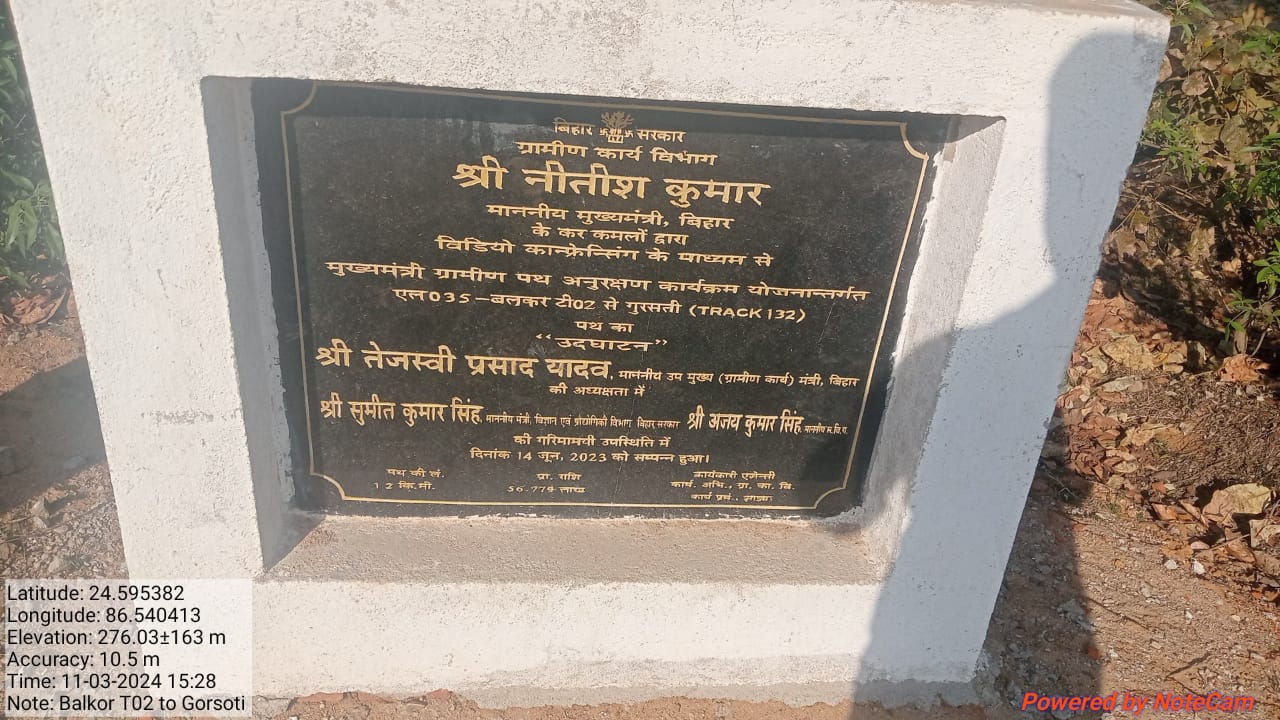 बिहार सरकार
ग्रामीण कार्य विभाग
श्री नीतीश कुमार
माननीय मुख्यमंत्री, बिहार
के कर कमलों द्वारा
विडियो कान्फ्रेन्सिंग के माध्यम से
मुख्यमंत्री ग्रामीण पथ अनुरक्षण कार्यक्रम योजनान्तर्गत
एल035-बलकर टी02 से गुरसती (TRACK132)
पथ का
“उदघाटन”
श्री तेजस्वी प्रसाद यादव, माननीय उप मुख्य (ग्रामीण कार्य) मंत्री, बिहार
की अध्यक्षता में
श्री सुमीत कुमार सिंह, माननीय मंत्री, विज्ञान एवं प्रौद्योगिकी विभाग बिहार सरकार श्री अजय कुमार सिंह, माननीय स.वि.प.
की गरिमामयी उपस्थिति में
दिनांक 14 जून, 2023 को सम्पन्न हुआ।
पथ की लं. प्रा. राशि कार्यकारी एजेन्सी
1.2 कि.मी. 56.774 लाख कार्य. अभि., ग्रा. का. वि.
कार्य प्रमं.,
Latitude: 24.595382
Longitude: 86.540413
Elevation: 276.03±163 m
Accuracy: 10.5 m
Time: 11-03-2024 15:28
Note: Balkor T02 to Gorsoti
Powered by NoteCam